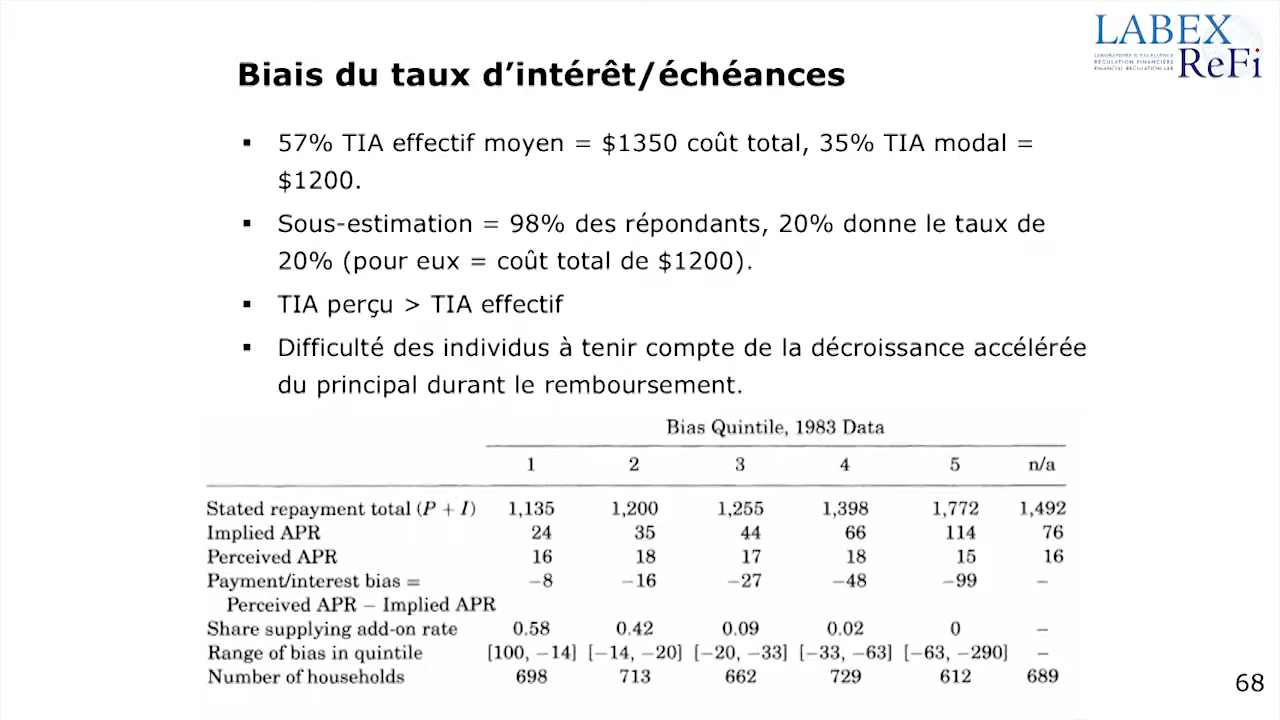 LABEX
LABORATOIRE D'EXCELLENCE
RÉGULATION FINANCIÈRE
FINANCIAL REGULATION LAB
ReFi
Biais du taux d'intérêt/échéances
▪ 57% TIA effectif moyen = $1350 coût total, 35% TIA modal =
$1200.
▪ Sous-estimation = 98% des répondants, 20% donne le taux de
20% (pour eux = coût total de $1200).
▪ TIA perçu > TIA effectif
▪ Difficulté des individus à tenir compte de la décroissance accélérée
du principal durant le remboursement.
Bias Quintile, 1983 Data
1 2 3 4 5 n/a
Stated repayment total (P + I) 1,135 1,200 1,255 1,398 1,772 1,492
Implied APR 24 35 44 66 114 76
Perceived APR 16 18 17 18 15 16
Payment/interest bias = −8 −16 −27 −48 −99 –
Perceived APR − Implied APR
Share supplying add-on rate 0.58 0.42 0.09 0.02 0 –
Range of bias in quintile [100, −14] [−14, −20] [−20, −33] [−33, −63] [−63, −290] –
Number of households 698 713 662 729 612 689
68